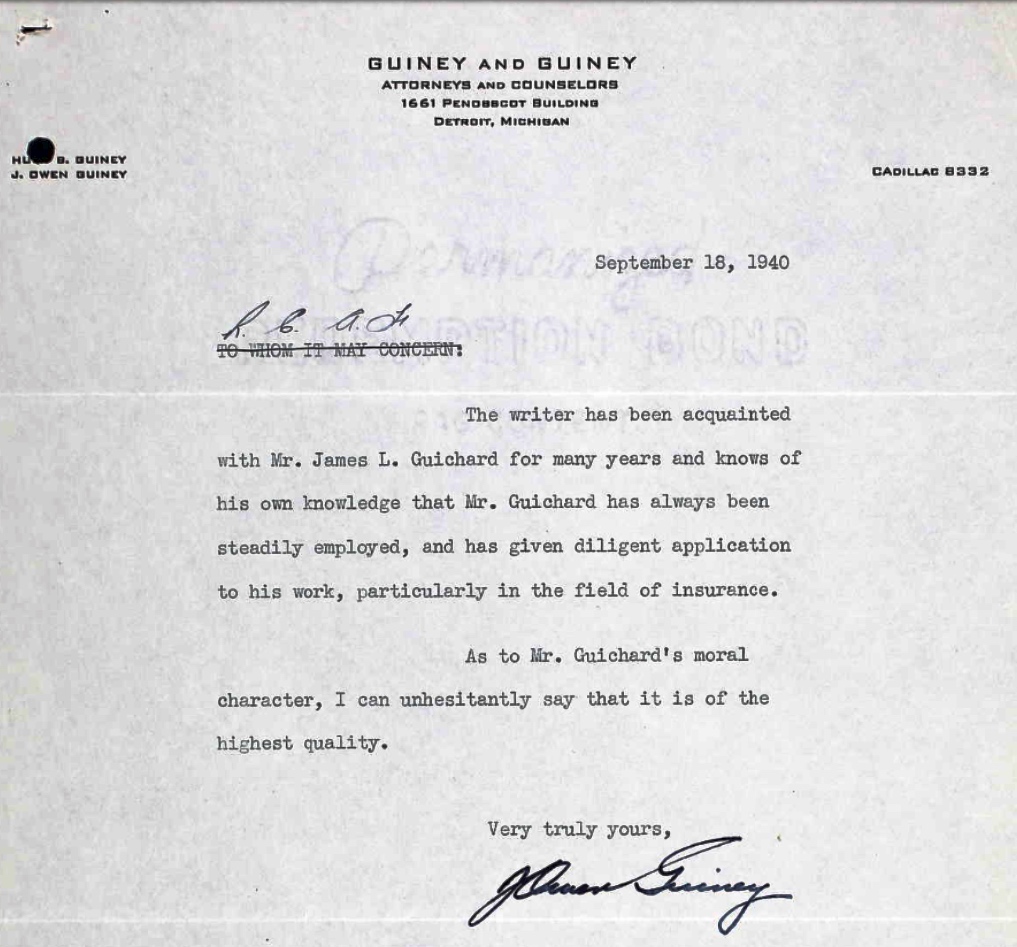 GUINEY AND GUINEY
ATTORNEYS AND COUNSELORS
1661 PENOBSCOT BUILDING
DETROIT, MICHIGAN
B. GUINEY
J. OWEN GUINEY
CADILLAC 8332
September 18, 1940
R. C. A. F.
TO WHOM IT MAY CONCERN:
The writer has been acquainted
with Mr. James L. Guichard for many years and knows of
his own knowledge that Mr. Guichard has always been
steadily employed, and has given diligent application
to his work, particularly in the field of insurance.
As to Mr. Guichard's moral
character, I can unhesitantly say that it is of the
highest quality.
Very truly yours,
J Owen Guiney